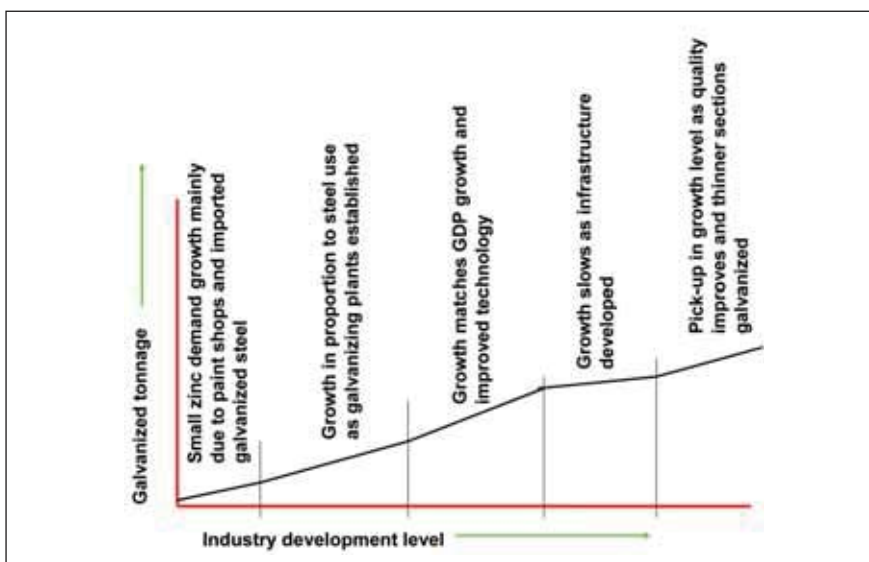 Galvanized tonnage
Small zinc demand growth mainly
due to paint shops and imported
galvanized steel
Growth in proportion to steel use
as galvanizing plants established
Growth matches GDP growth and
improved technology
Growth slows as infrastructure
developed
Pick-up in growth level as quality
improves and thinner sections
galvanized
Industry development level